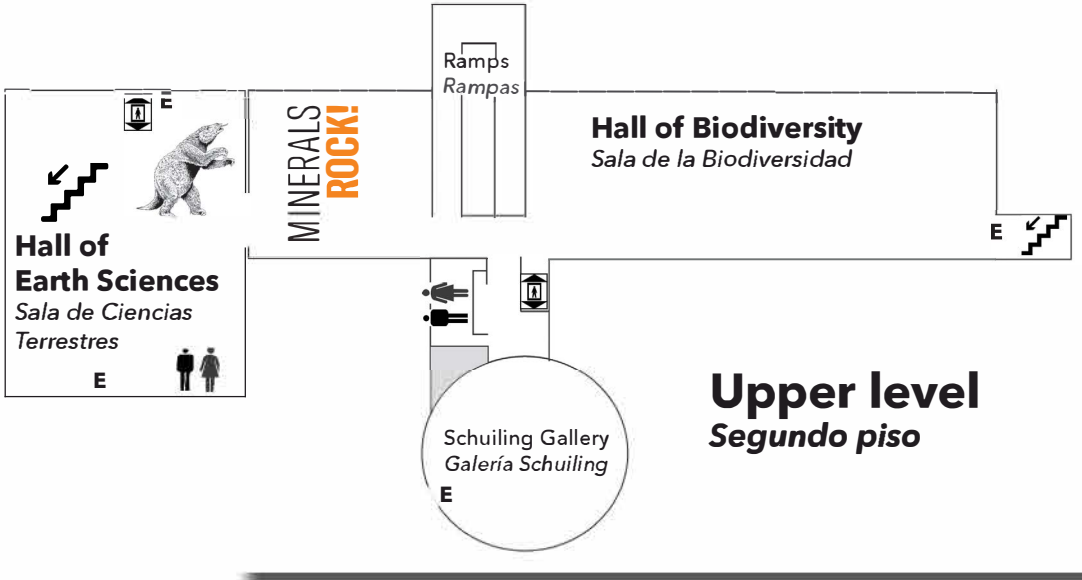 Ramps
Rampas
E
MINERALS
ROCK!
Hall of Biodiversity
Sala de la Biodiversidad
E
Hall of
Earth Sciences
Sala de Ciencias
Terrestres
E
Upper level
Segundo piso
Schuiling Gallery
Galería Schuiling
E